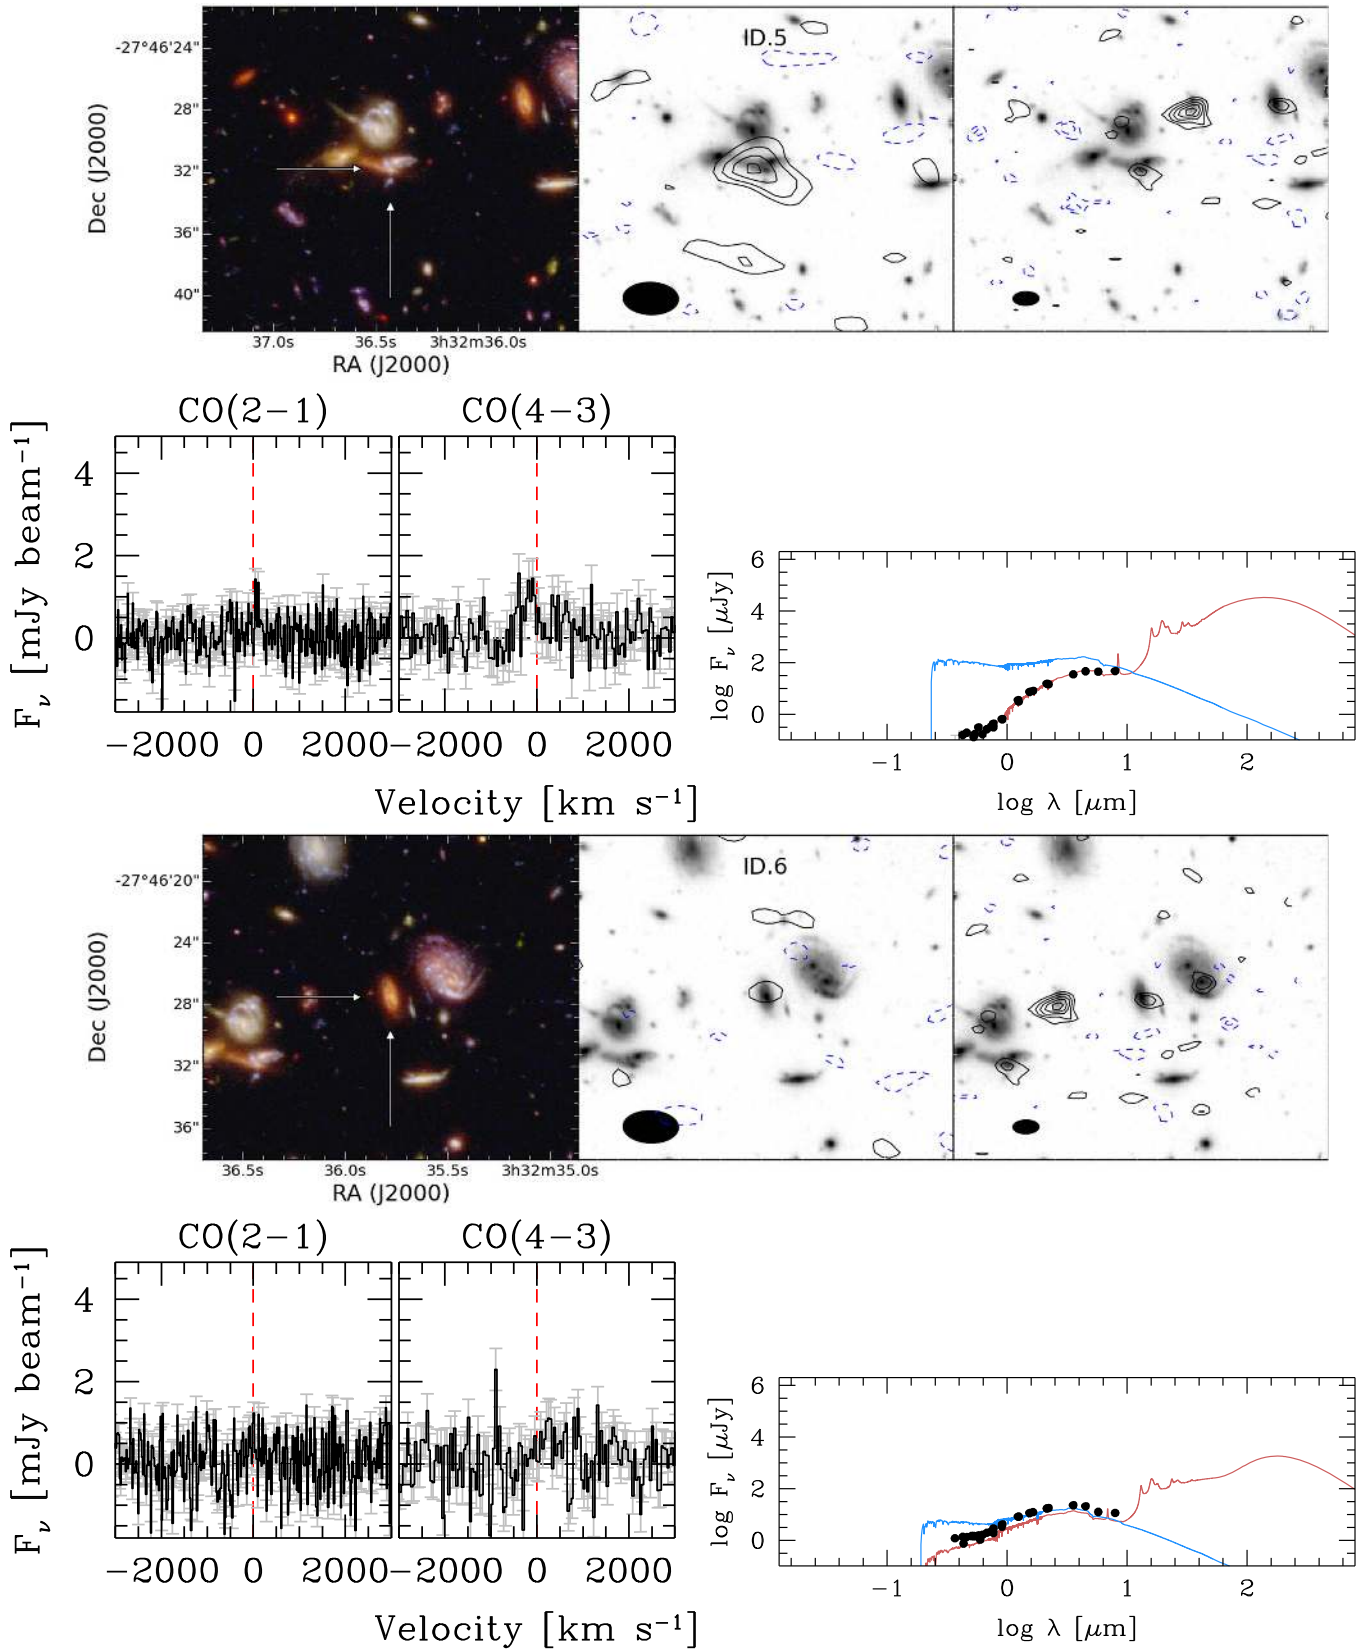 ID.5
Dec (J2000)
-27°46'24"
28"
32"
36"
40"
37.0s 36.5s 3h32m36.0s
RA (J2000)
CO(2−1) CO(4−3)
F_ν [mJy beam⁻¹]
4
2
0
−2000 0 2000 −2000 0 2000
Velocity [km s⁻¹]
log F_ν [μJy]
6
4
2
0
−1 0 1 2
log λ [μm]
ID.6
Dec (J2000)
-27°46'20"
24"
28"
32"
36"
36.5s 36.0s 35.5s 3h32m35.0s
RA (J2000)
CO(2−1) CO(4−3)
F_ν [mJy beam⁻¹]
4
2
0
−2000 0 2000 −2000 0 2000
Velocity [km s⁻¹]
log F_ν [μJy]
6
4
2
0
−1 0 1 2
log λ [μm]